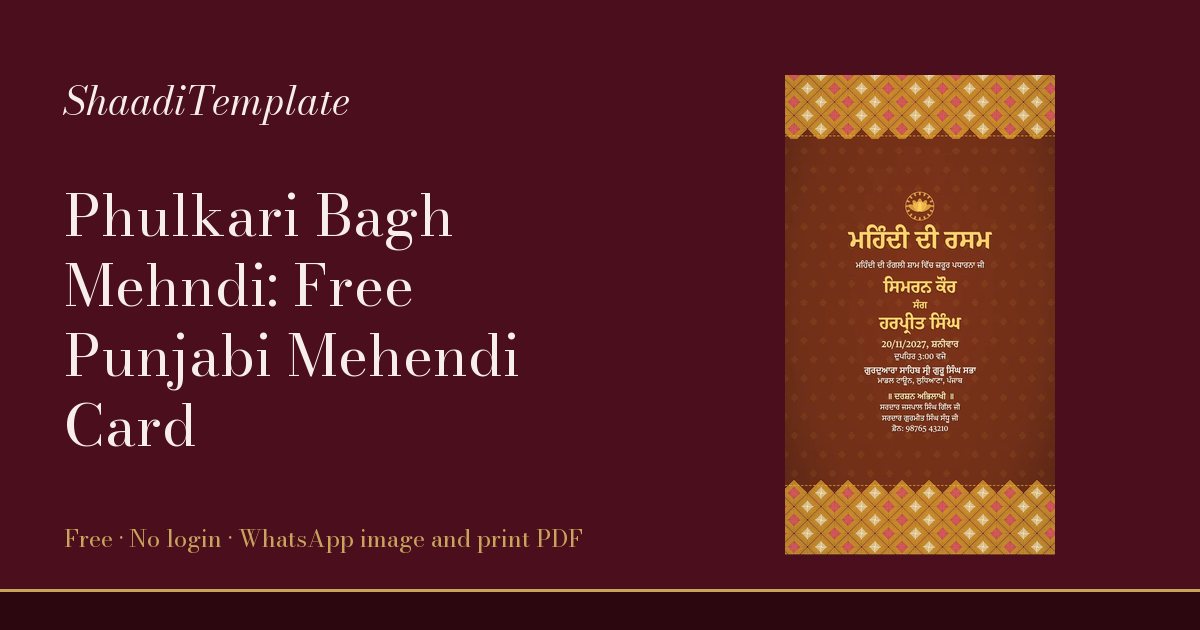 ShaadiTemplate
Phulkari Bagh
Mehndi: Free
Punjabi Mehendi
Card
Free · No login · WhatsApp image and print PDF
ਮਹਿੰਦੀ ਦੀ ਰਸਮ
ਮਹਿੰਦੀ ਦੀ ਰੰਗਲੀ ਸ਼ਾਮ ਵਿੱਚ ਜ਼ਰੂਰ ਪਧਾਰਨਾ ਜੀ
ਸਿਮਰਨ ਕੌਰ
ਸੰਗ
ਹਰਪ੍ਰੀਤ ਸਿੰਘ
20/11/2027, ਸ਼ਨੀਵਾਰ
ਦੁਪਹਿਰ 3:00 ਵਜੇ
ਗੁਰਦੁਆਰਾ ਸਾਹਿਬ ਸ੍ਰੀ ਗੁਰੂ ਸਿੰਘ ਸਭਾ
ਮਾਡਲ ਟਾਊਨ, ਲੁਧਿਆਣਾ, ਪੰਜਾਬ
॥ ਦਰਸ਼ਨ ਅਭਿਲਾਖੀ ॥
ਸਰਦਾਰ ਜਸਪਾਲ ਸਿੰਘ ਗਿੱਲ ਜੀ
ਸਰਦਾਰ ਗੁਰਮੀਤ ਸਿੰਘ ਸੰਧੂ ਜੀ
ਫ਼ੋਨ: 98765 43210